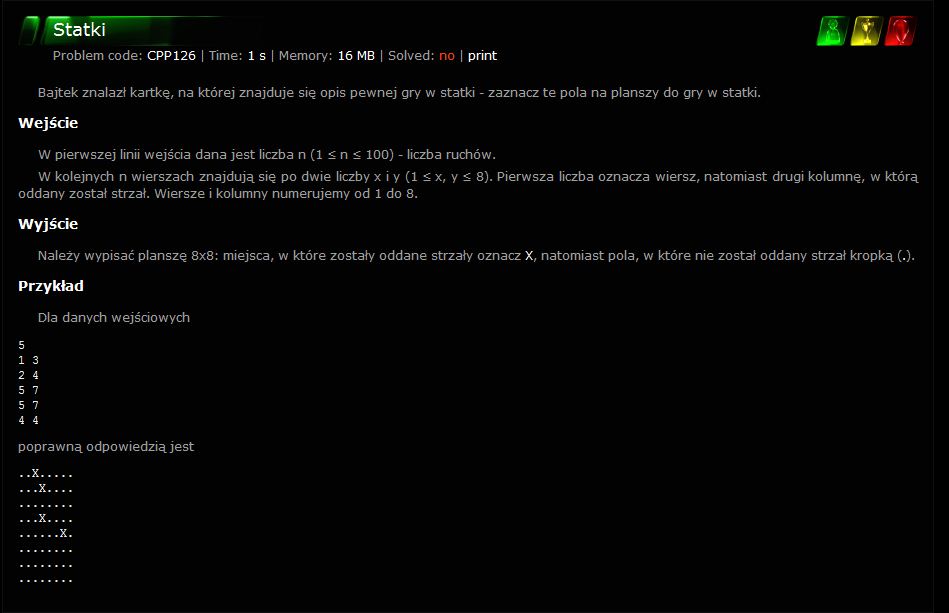 Statki
Problem code: CPP126 | Time: 1 s | Memory: 16 MB | Solved: no | print
Bajtek znalazł kartkę, na której znajduje się opis pewnej gry w statki - zaznacz te pola na planszy do gry w statki.
Wejście
W pierwszej linii wejścia dana jest liczba n (1 ≤ n ≤ 100) - liczba ruchów.
W kolejnych n wierszach znajdują się po dwie liczby x i y (1 ≤ x, y ≤ 8). Pierwsza liczba oznacza wiersz, natomiast drugi kolumnę, w którą
oddany został strzał. Wiersze i kolumny numerujemy od 1 do 8.
Wyjście
Należy wypisać planszę 8x8: miejsca, w które zostały oddane strzały oznacz X, natomiast pola, w które nie został oddany strzał kropką (.).
Przykład
Dla danych wejściowych
5
1 3
2 4
5 7
5 7
4 4
poprawną odpowiedzią jest
..X.....
...X....
........
...X....
......X.
........
........
........